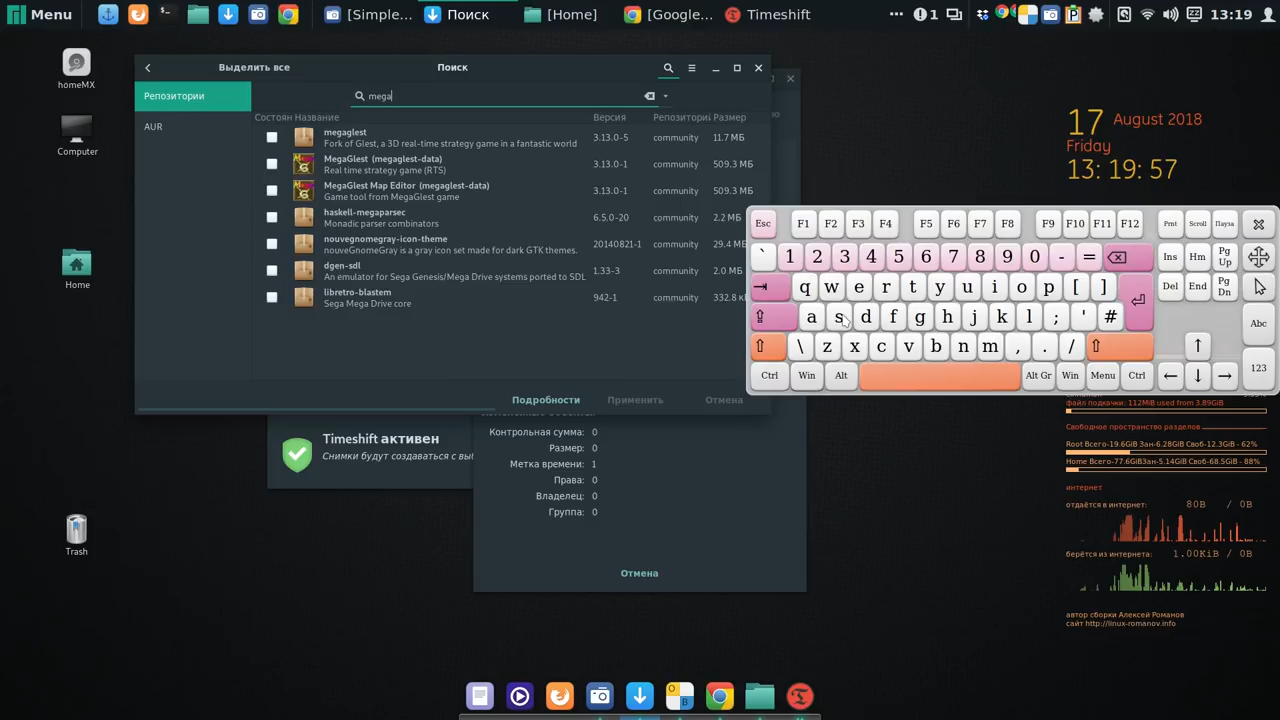 Menu
[Simple...
Поиск
[Home]
[Google...
Timeshift
1
13:19
homeMX
Computer
Home
Trash
Выделить все
Поиск
Репозитории
AUR
mega
Состоян Название
Версия
Репозиторий
Размер
megaglest
Fork of Glest, a 3D real-time strategy game in a fantastic world
3.13.0-5
community
11.7 МБ
MegaGlest (megaglest-data)
Real time strategy game (RTS)
3.13.0-1
community
509.3 МБ
MegaGlest Map Editor (megaglest-data)
Game tool from MegaGlest game
3.13.0-1
community
509.3 МБ
haskell-megaparsec
Monadic parser combinators
6.5.0-20
community
2.2 МБ
nouvegnomegray-icon-theme
nouveGnomeGray is a gray icon set made for dark GTK themes.
20140821-1
community
29.4 МБ
dgen-sdl
An emulator for Sega Genesis/Mega Drive systems ported to SDL
1.33-3
community
2.0 МБ
libretro-blastem
Sega Mega Drive core
942-1
community
332.8 кБ
Подробности
Применить
Отмена
Timeshift активен
Снимки будут создаваться с выб
Контрольная сумма: 0
Размер: 0
Метка времени: 1
Права: 0
Владелец: 0
Группа: 0
Отмена
17
August 2018
Friday
13: 19: 57
Esc F1 F2 F3 F4 F5 F6 F7 F8 F9 F10 F11 F12 Prnt Scroll Пауза
` 1 2 3 4 5 6 7 8 9 0 - = Ins Hm Pg Up
q w e r t y u i o p [ ] Del End Pg Dn
a s d f g h j k l ; ' # Abc
\ z x c v b n m , . /
Ctrl Win Alt Alt Gr Win Menu Ctrl 123
файл подкачки: 112MiB used from 3.89GiB
Свободное пространство разделов
Root Всего-19.6GiB Зан-6.28GiB Своб-12.3GiB - 62%
Home Всего-77.6GiBЗан-5.14GiB Своб-68.5GiB - 88%
интернет
отдаётся в интернет: 80B / 0B
берётся из интернета: 1.00KiB / 0B
автор сборки Алексей Романов
сайт http://linux-romanov.info